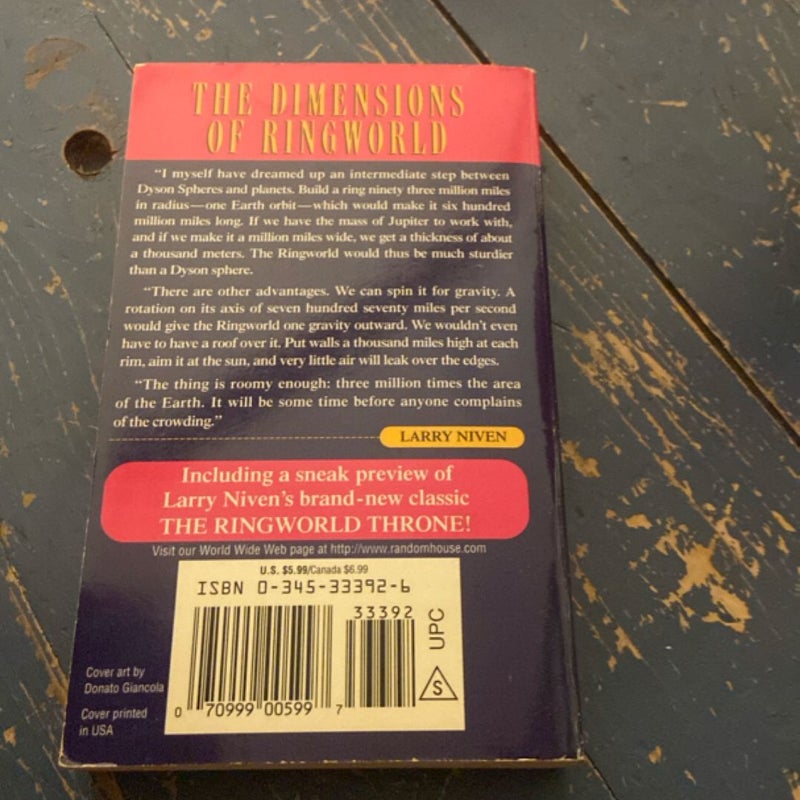 THE DIMENSIONS
OF RINGWORLD
“I myself have dreamed up an intermediate step between
Dyson Spheres and planets. Build a ring ninety three million miles
in radius—one Earth orbit—which would make it six hundred
million miles long. If we have the mass of Jupiter to work with,
and if we make it a million miles wide, we get a thickness of about
a thousand meters. The Ringworld would thus be much sturdier
than a Dyson sphere.
“There are other advantages. We can spin it for gravity. A
rotation on its axis of seven hundred seventy miles per second
would give the Ringworld one gravity outward. We wouldn't even
have to have a roof over it. Put walls a thousand miles high at each
rim, aim it at the sun, and very little air will leak over the edges.
“The thing is roomy enough: three million times the area
of the Earth. It will be some time before anyone complains
of the crowding.”
LARRY NIVEN
Including a sneak preview of
Larry Niven's brand-new classic
THE RINGWORLD THRONE!
Visit our World Wide Web page at http://www.randomhouse.com
U.S. $5.99/Canada $6.99
ISBN 0-345-33392-6
33392
UPC
S
0 70999 00599 7
Cover art by
Donato Giancola
Cover printed
in USA